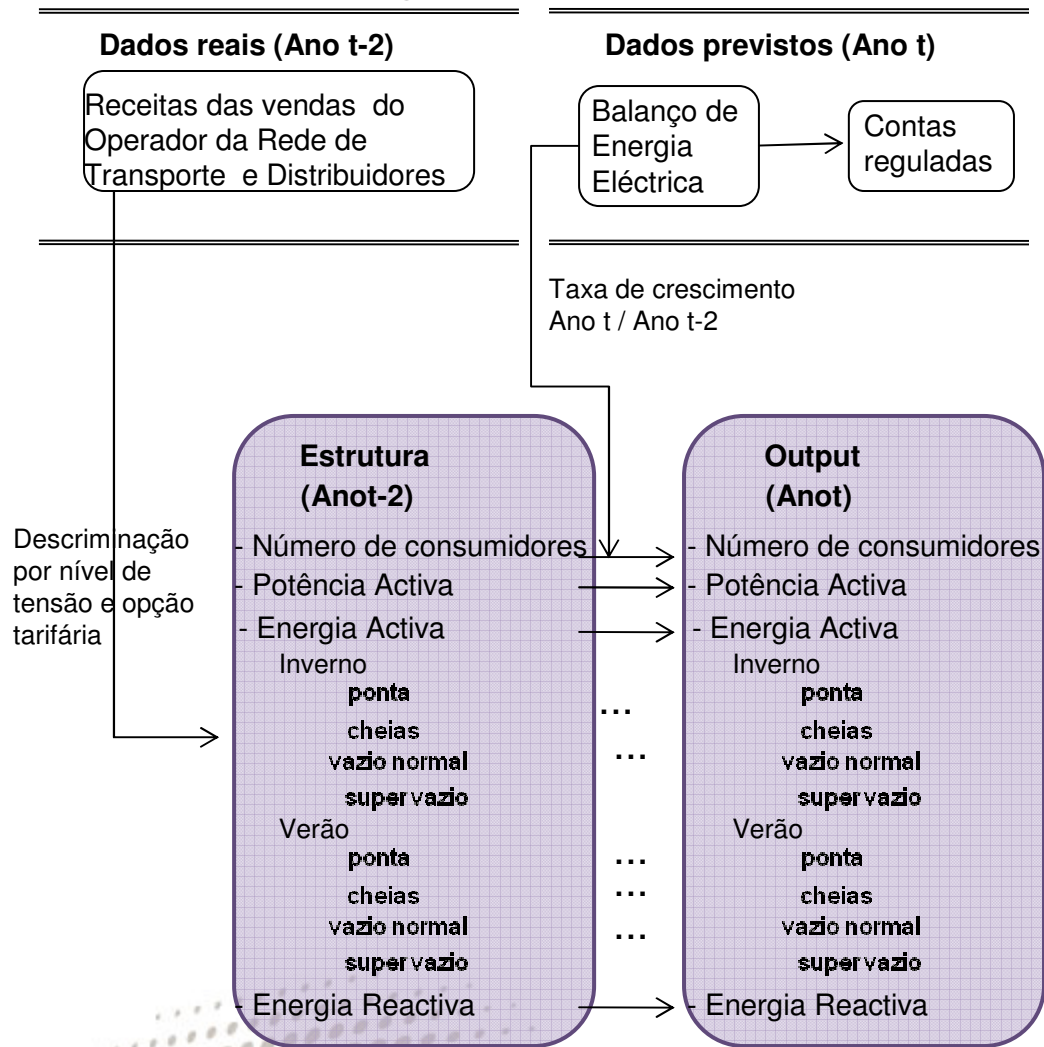 Dados reais (Ano t-2)
Receitas das vendas do
Operador da Rede de
Transporte e Distribuidores
Dados previstos (Ano t)
Balanço de
Energia
Eléctrica
Contas
reguladas
Taxa de crescimento
Ano t / Ano t-2
Descriminação
por nível de
tensão e opção
tarifária
Estrutura
(Anot-2)
- Número de consumidores
- Potência Activa
- Energia Activa
Inverno
ponta
cheias
vazio normal
super vazio
Verão
ponta
cheias
vazio normal
super vazio
- Energia Reactiva
...
...
...
...
...
Output
(Anot)
- Número de consumidores
- Potência Activa
- Energia Activa
Inverno
ponta
cheias
vazio normal
super vazio
Verão
ponta
cheias
vazio normal
super vazio
- Energia Reactiva